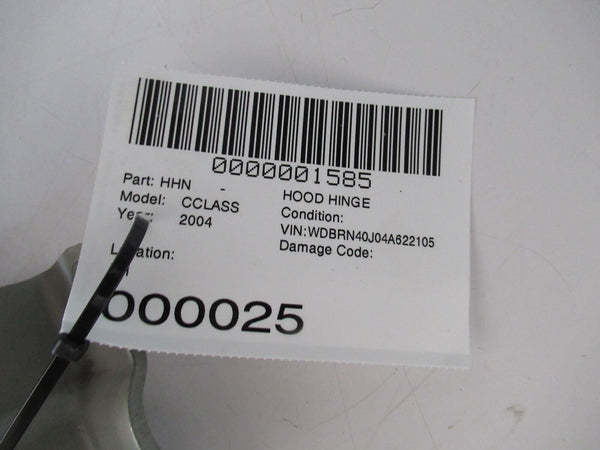 0000001585
Part: HHN - HOOD HINGE
Model: CCLASS Condition:
2004 VIN:WDBRN40J04A622105
Damage Code:
000025